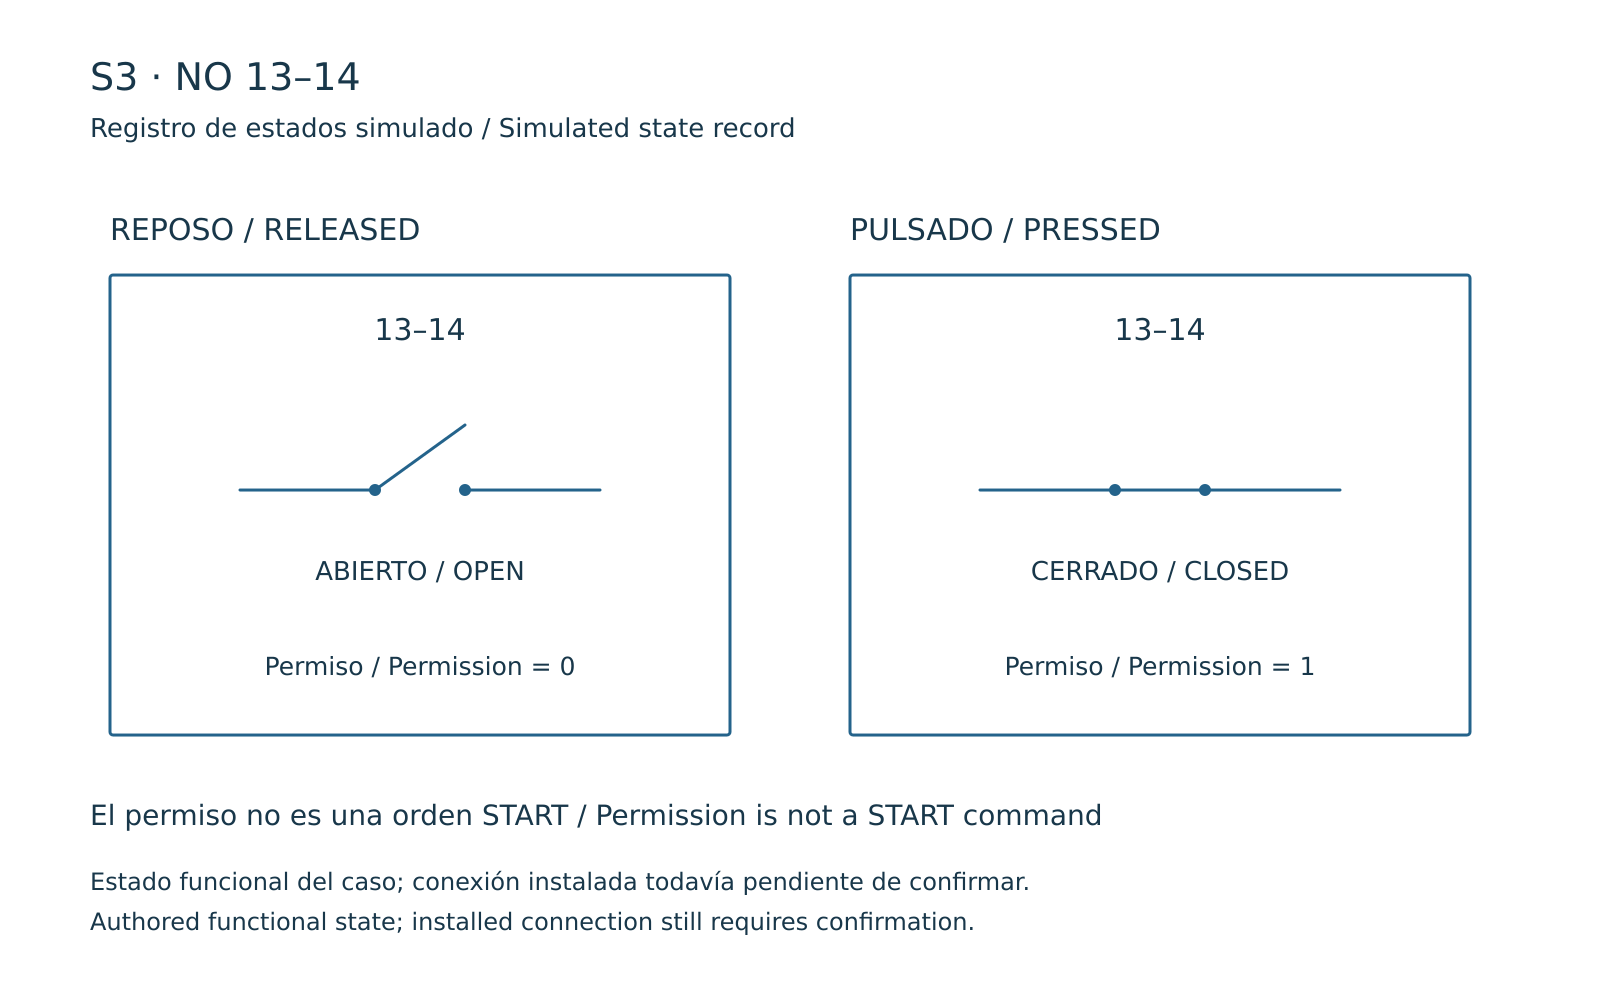 S3 · NO 13–14
Registro de estados simulado / Simulated state record
REPOSO / RELEASED
13–14
ABIERTO / OPEN
Permiso / Permission = 0
PULSADO / PRESSED
13–14
CERRADO / CLOSED
Permiso / Permission = 1
El permiso no es una orden START / Permission is not a START command
Estado funcional del caso; conexión instalada todavía pendiente de confirmar.
Authored functional state; installed connection still requires confirmation.